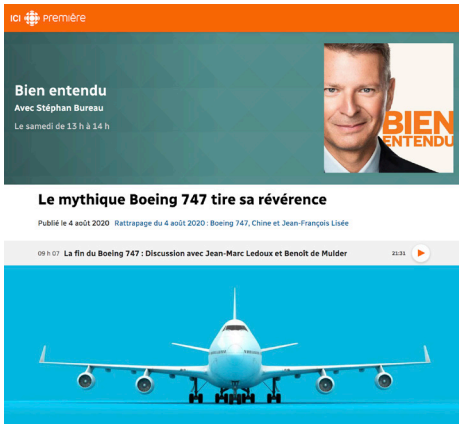 ICI première
Bien entendu
Avec Stéphan Bureau
Le samedi de 13 h à 14 h
BIEN
ENTENDU
Le mythique Boeing 747 tire sa révérence
Publié le 4 août 2020 Rattrapage du 4 août 2020 : Boeing 747, Chine et Jean-François Lisée
09 h 07 La fin du Boeing 747 : Discussion avec Jean-Marc Ledoux et Benoît de Mulder 21:31